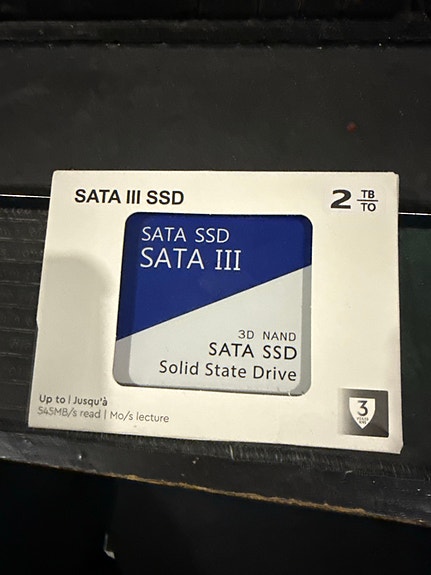 SATA III SSD
2 TB
TO
SATA SSD
SATA III
3D NAND
SATA SSD
Solid State Drive
Up to | Jusqu'à
545MB/s read | Mo/s lecture
3